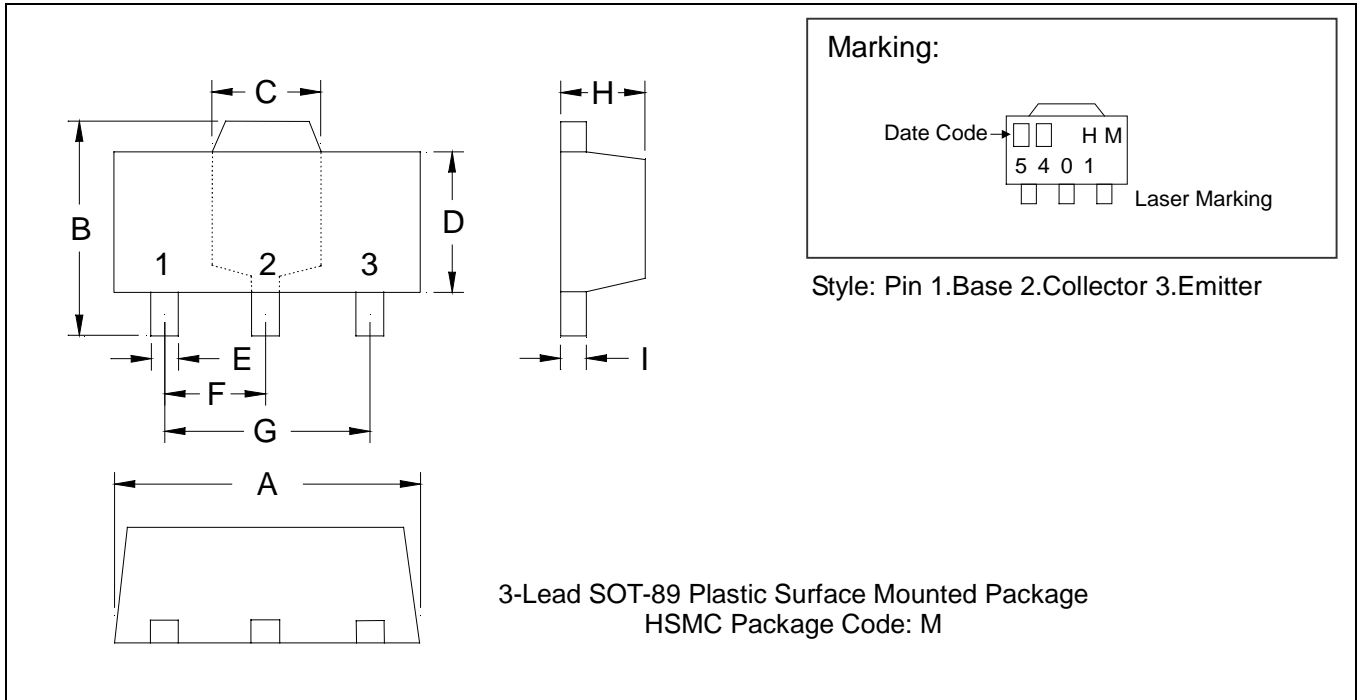 Marking:
Date Code
H M
5 4 0 1
Laser Marking
Style: Pin 1.Base 2.Collector 3.Emitter
C
H
B
D
1 2 3
E
I
F
G
A
3-Lead SOT-89 Plastic Surface Mounted Package
HSMC Package Code: M